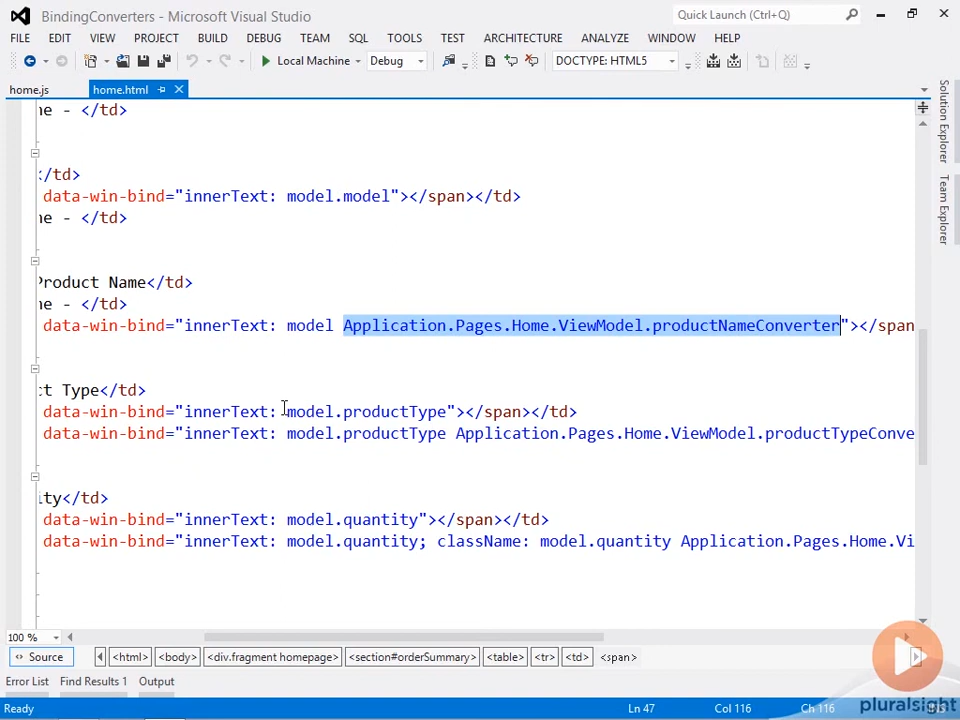 BindingConverters - Microsoft Visual Studio
Quick Launch (Ctrl+Q)
FILE EDIT VIEW PROJECT BUILD DEBUG TEAM SQL TOOLS TEST ARCHITECTURE ANALYZE WINDOW HELP
Local Machine Debug DOCTYPE: HTML5
home.js home.html
ne - </td>
</td>
data-win-bind="innerText: model.model"></span></td>
ne - </td>
Product Name</td>
ne - </td>
data-win-bind="innerText: model Application.Pages.Home.ViewModel.productNameConverter"></span
ct Type</td>
data-win-bind="innerText: model.productType"></span></td>
data-win-bind="innerText: model.productType Application.Pages.Home.ViewModel.productTypeConve
ity</td>
data-win-bind="innerText: model.quantity"></span></td>
data-win-bind="innerText: model.quantity; className: model.quantity Application.Pages.Home.Vi
Solution Explorer
Team Explorer
100 %
Source <html> <body> <div.fragment homepage> <section#orderSummary> <table> <tr> <td> <span>
Error List Find Results 1 Output
Ready Ln 47 Col 116 Ch 116
pluralsight